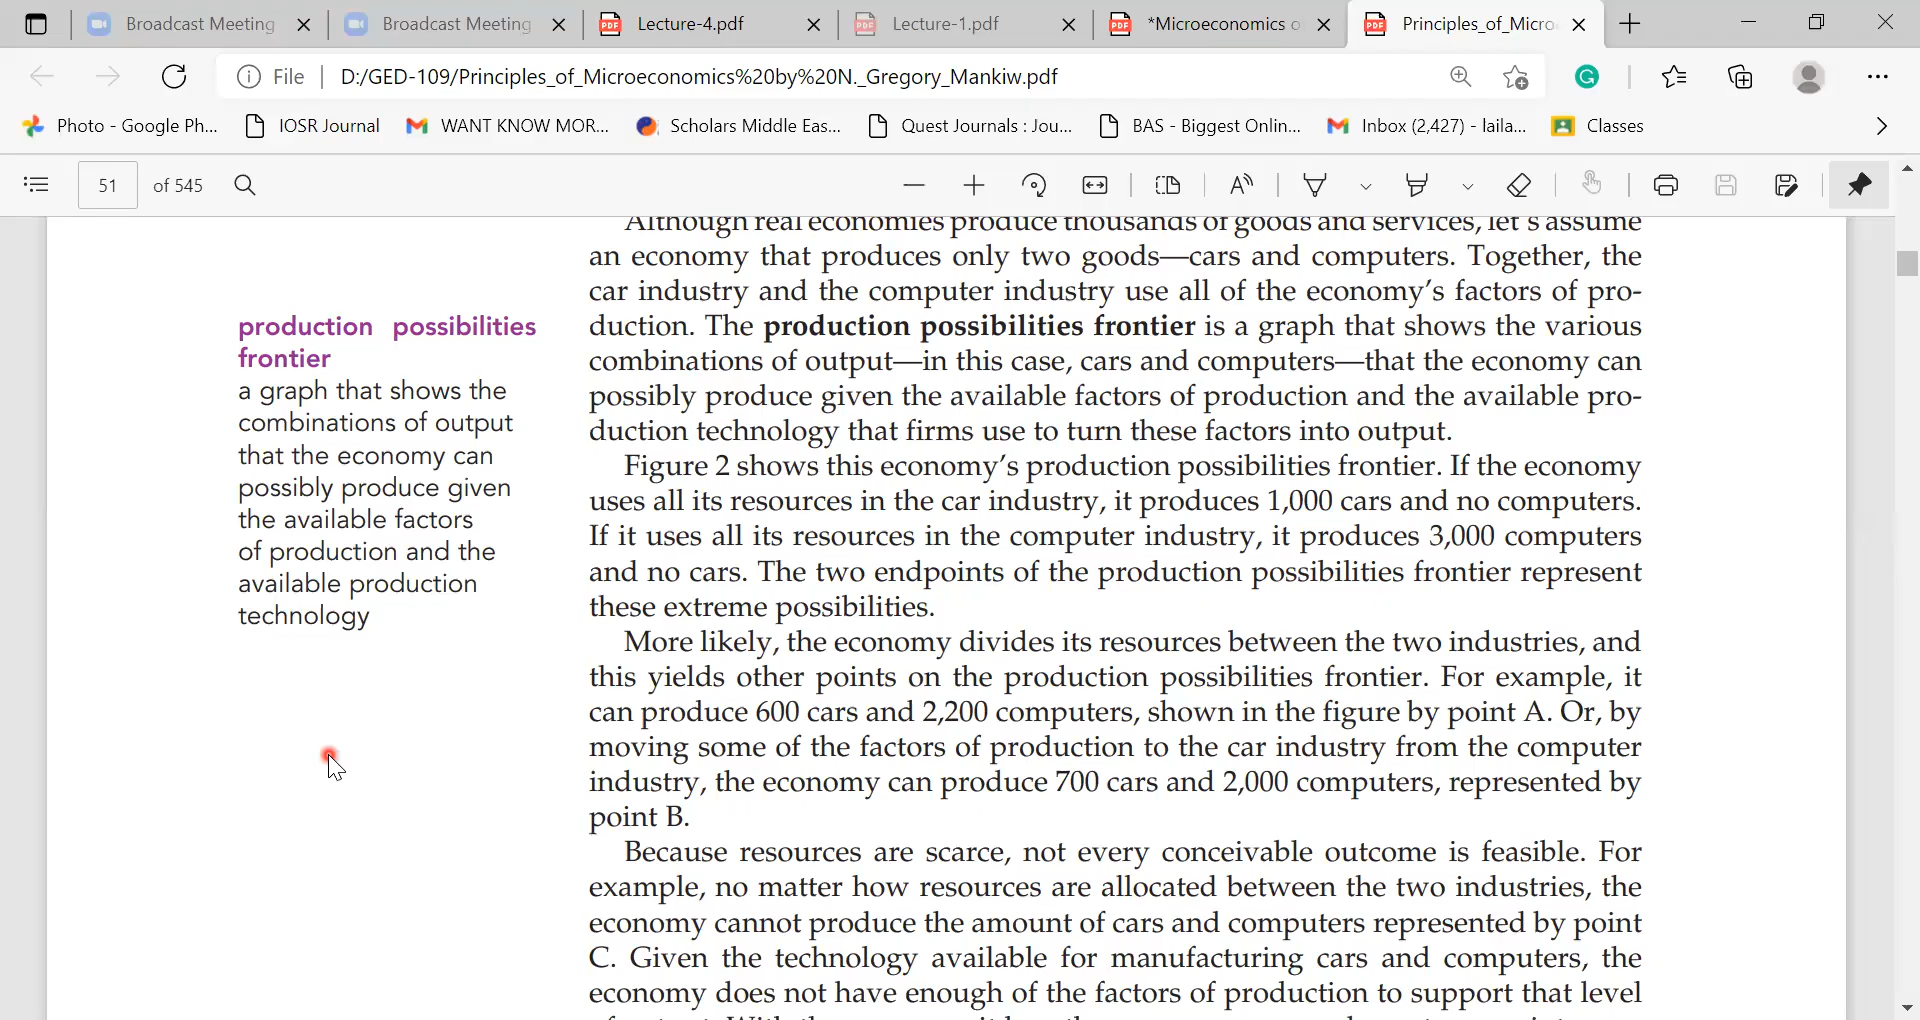 Broadcast Meeting
Broadcast Meeting
Lecture-4.pdf
Lecture-1.pdf
*Microeconomics o
Principles_of_Micro
File
D:/GED-109/Principles_of_Microeconomics%20by%20N._Gregory_Mankiw.pdf
Photo - Google Ph...
IOSR Journal
WANT KNOW MOR...
Scholars Middle Eas...
Quest Journals : Jou...
BAS - Biggest Onlin...
Inbox (2,427) - laila...
Classes
51 of 545
production possibilities
frontier
a graph that shows the
combinations of output
that the economy can
possibly produce given
the available factors
of production and the
available production
technology
Although real economies produce thousands of goods and services, let's assume
an economy that produces only two goods—cars and computers. Together, the
car industry and the computer industry use all of the economy's factors of pro-
duction. The production possibilities frontier is a graph that shows the various
combinations of output—in this case, cars and computers—that the economy can
possibly produce given the available factors of production and the available pro-
duction technology that firms use to turn these factors into output.
Figure 2 shows this economy's production possibilities frontier. If the economy
uses all its resources in the car industry, it produces 1,000 cars and no computers.
If it uses all its resources in the computer industry, it produces 3,000 computers
and no cars. The two endpoints of the production possibilities frontier represent
these extreme possibilities.
More likely, the economy divides its resources between the two industries, and
this yields other points on the production possibilities frontier. For example, it
can produce 600 cars and 2,200 computers, shown in the figure by point A. Or, by
moving some of the factors of production to the car industry from the computer
industry, the economy can produce 700 cars and 2,000 computers, represented by
point B.
Because resources are scarce, not every conceivable outcome is feasible. For
example, no matter how resources are allocated between the two industries, the
economy cannot produce the amount of cars and computers represented by point
C. Given the technology available for manufacturing cars and computers, the
economy does not have enough of the factors of production to support that level